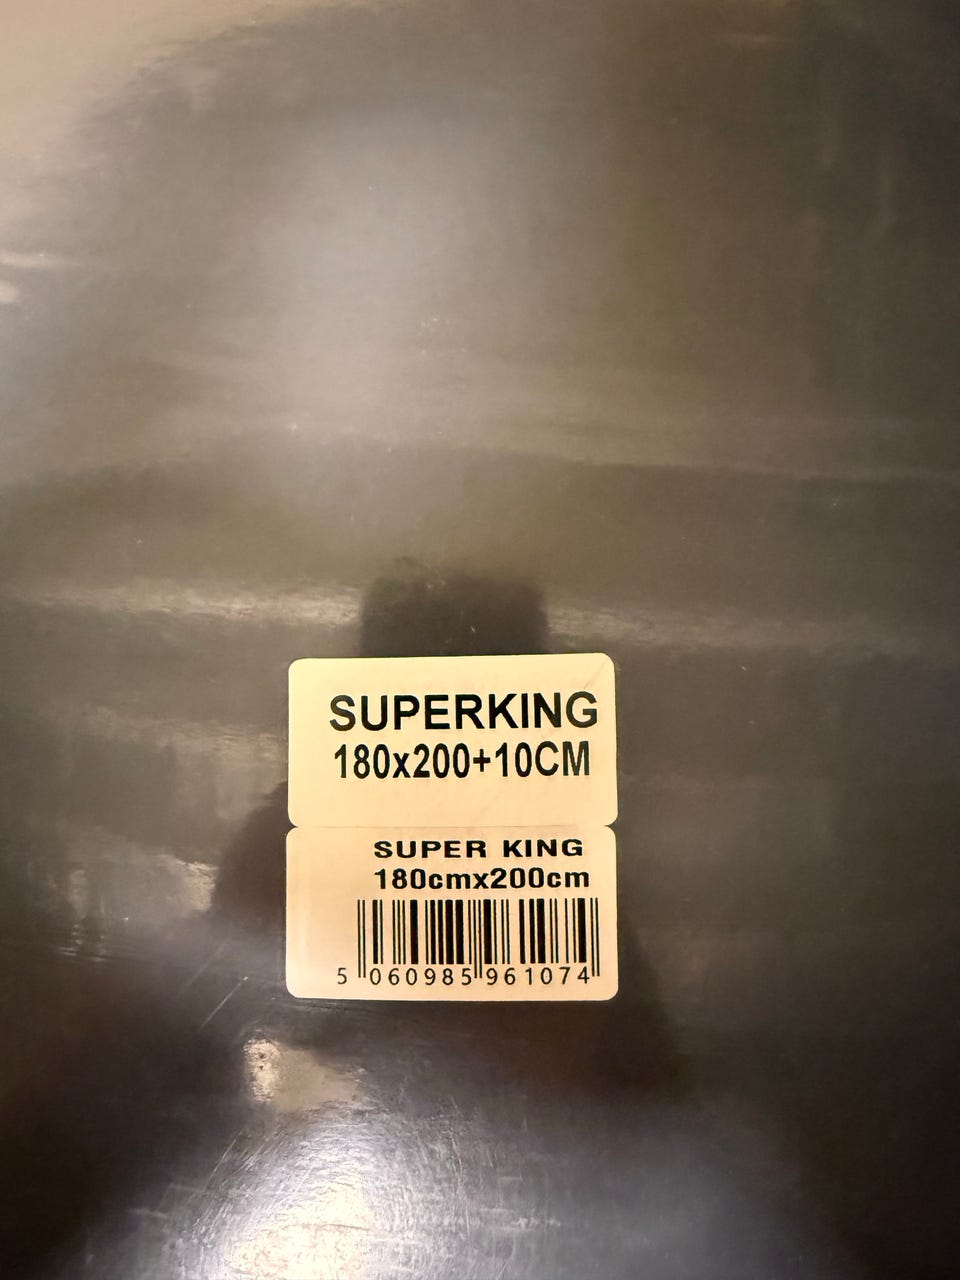 SUPERKING
180x200+10CM
SUPER KING
180cmx200cm
5 060985 961074